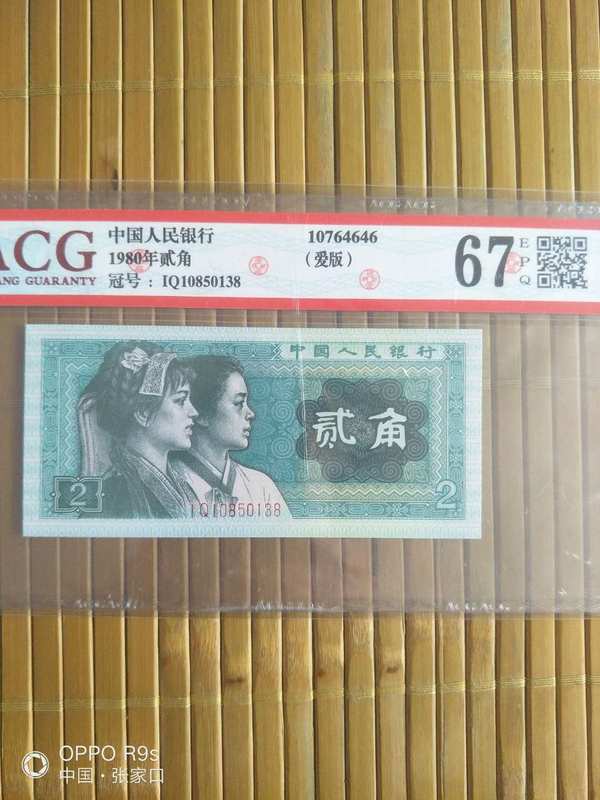 ACG
ANG GUARANTY
中国人民银行
1980年贰角
冠号：IQ10850138
10764646
（爱版）
67
EPQ
中国人民银行
贰角
2
2
IQ10850138
OPPO R9s
中国·张家口